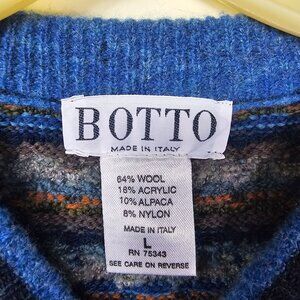 BOTTO
MADE IN ITALY
64% WOOL
18% ACRYLIC
10% ALPACA
8% NYLON
MADE IN ITALY
L
RN 75343
SEE CARE ON REVERSE